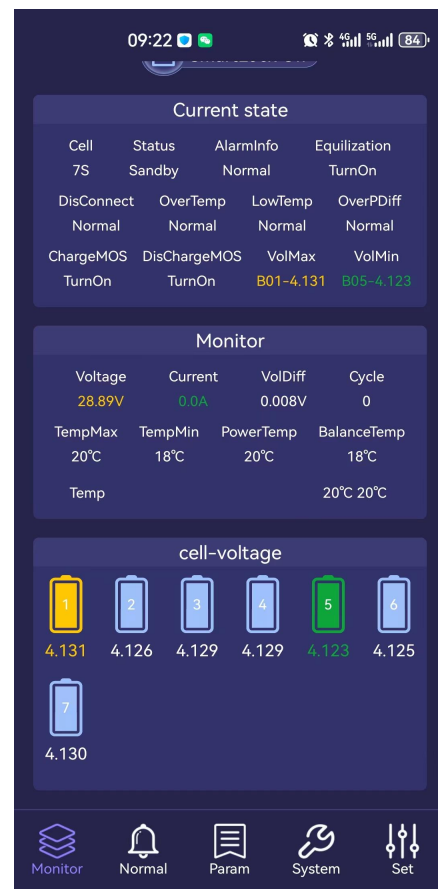 09:22 4G 5G 84
Current state
Cell Status AlarmInfo Equilization
7S Sandby Normal TurnOn
DisConnect OverTemp LowTemp OverPDiff
Normal Normal Normal Normal
ChargeMOS DisChargeMOS VolMax VolMin
TurnOn TurnOn B01-4.131 B05-4.123
Monitor
Voltage Current VolDiff Cycle
28.89V 0.0A 0.008V 0
TempMax TempMin PowerTemp BalanceTemp
20℃ 18℃ 20℃ 18℃
Temp 20℃ 20℃
cell-voltage
1 2 3 4 5 6
4.131 4.126 4.129 4.129 4.123 4.125
7
4.130
Monitor Normal Param System Set